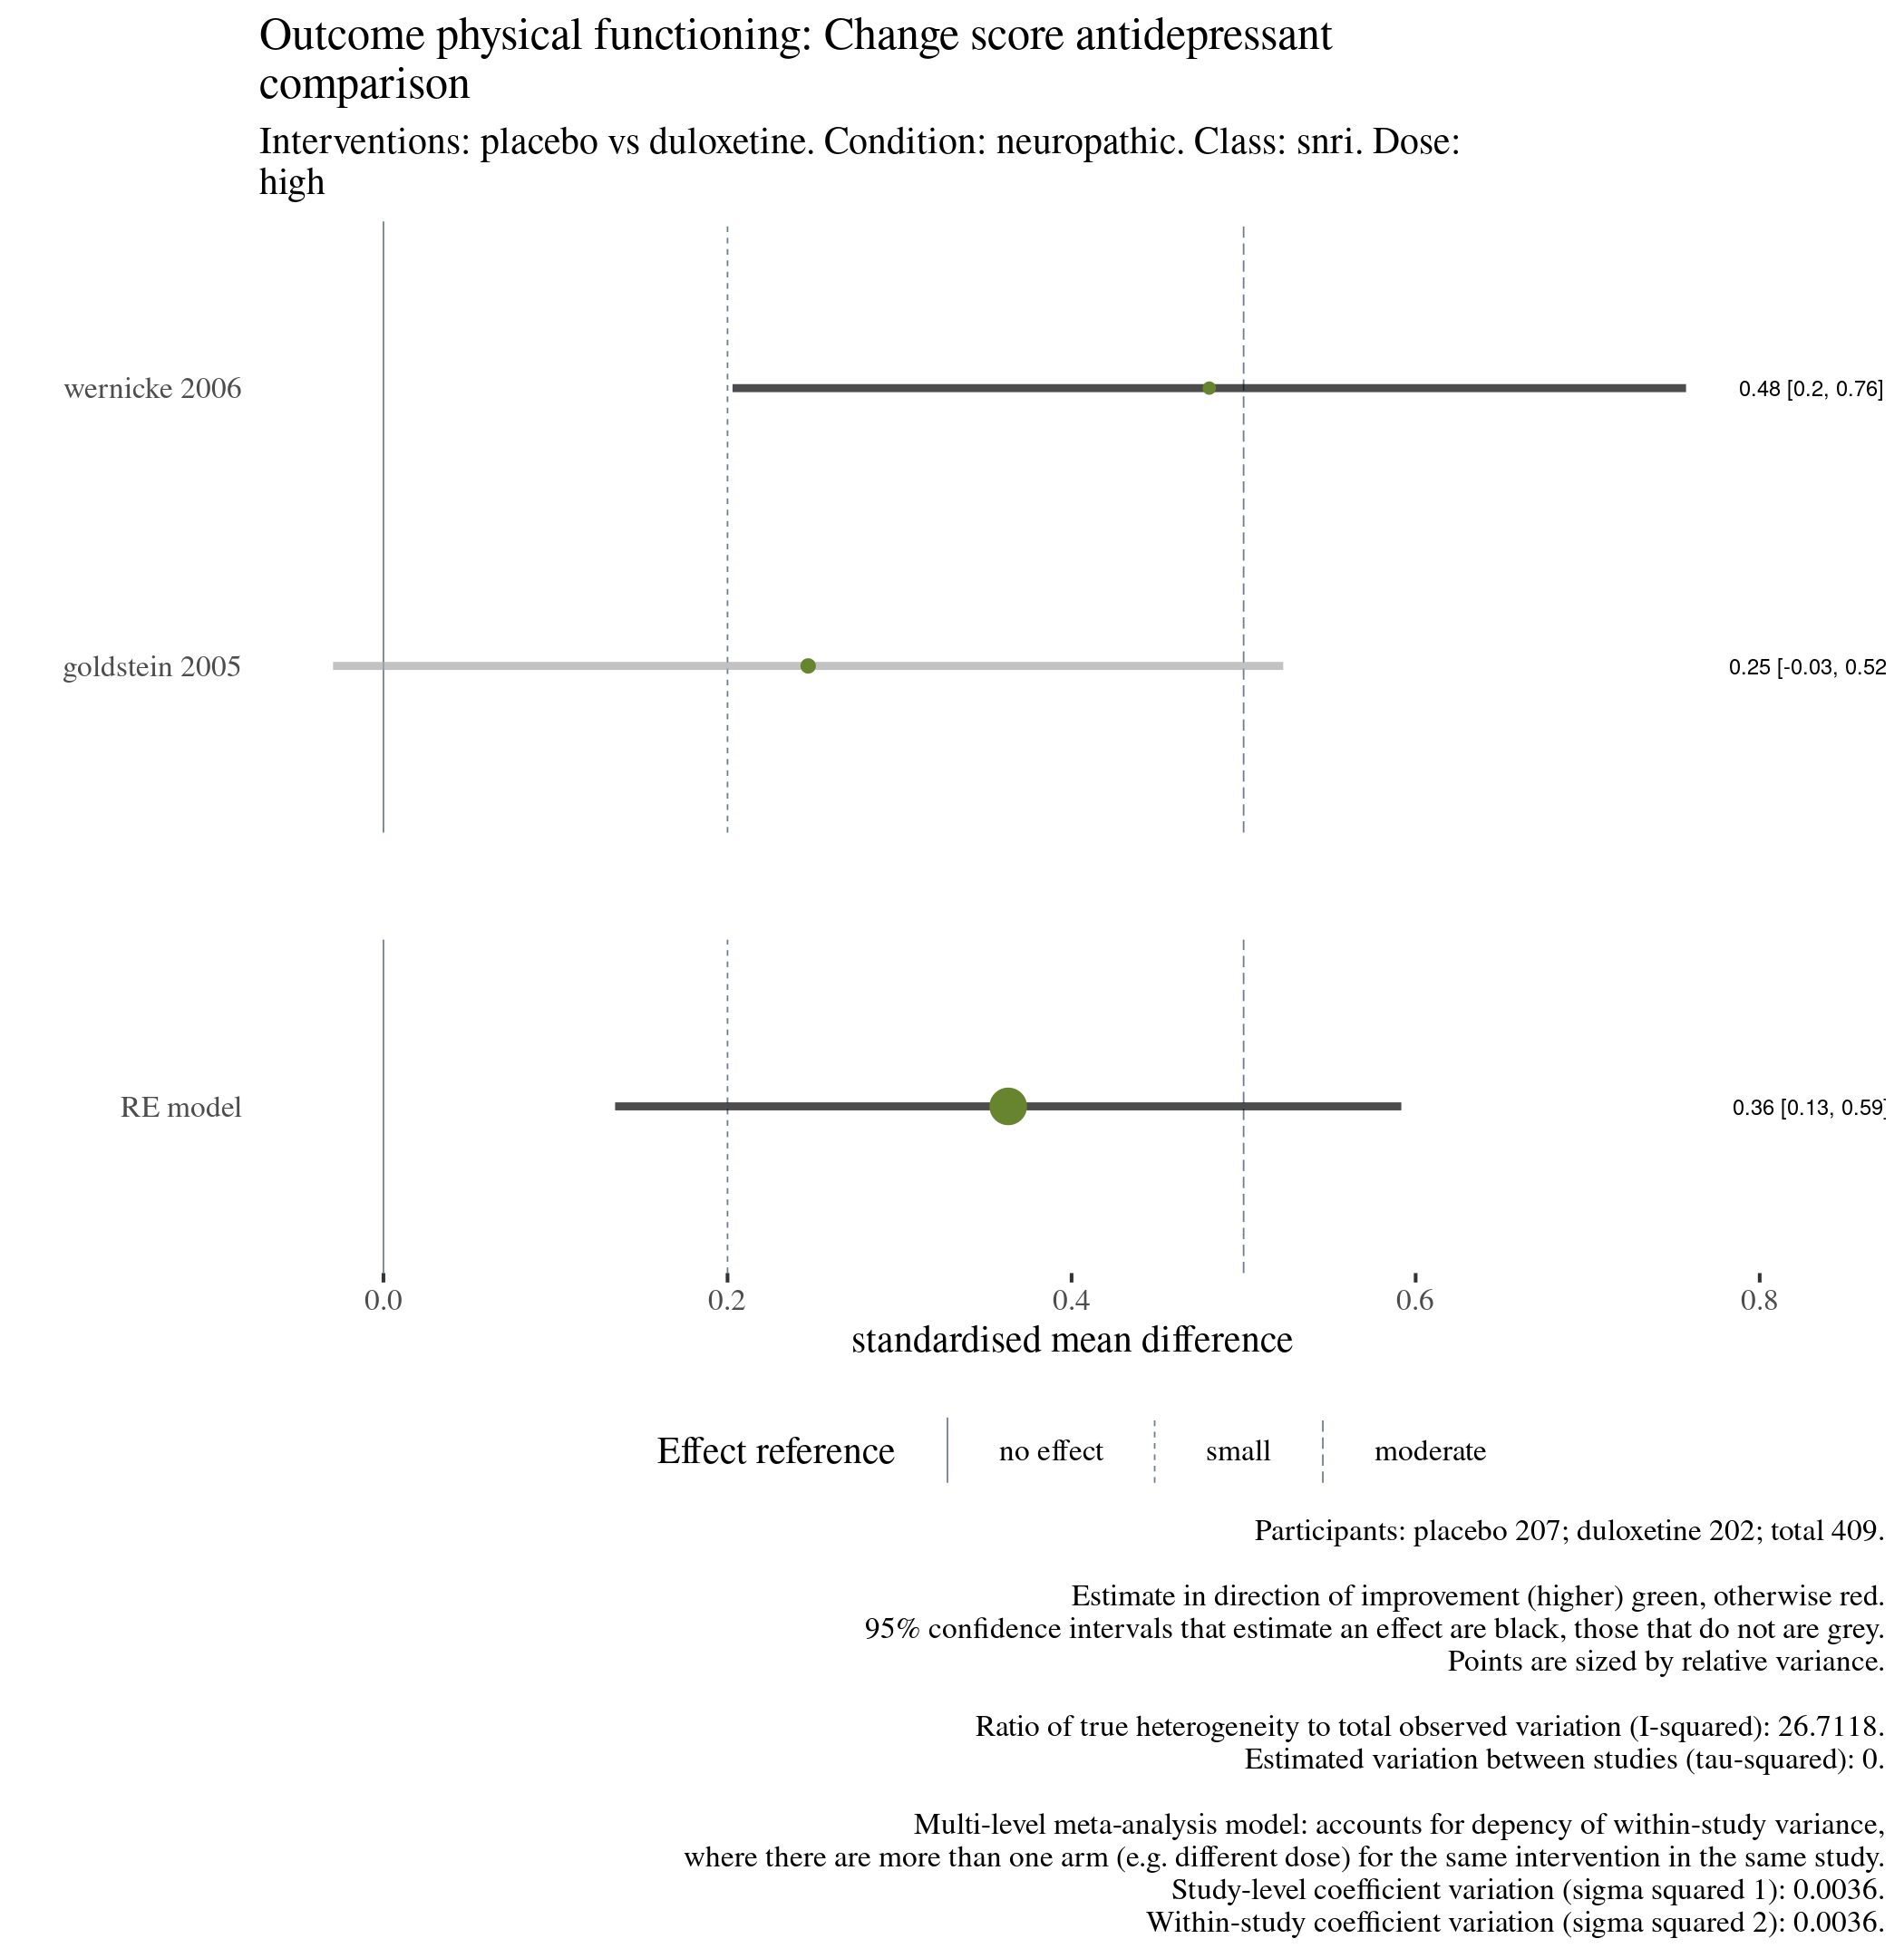 Outcome physical functioning: Change score antidepressant
comparison
Interventions: placebo vs duloxetine. Condition: neuropathic. Class: snri. Dose:
high
wernicke 2006
0.48 [0.2, 0.76]
goldstein 2005
0.25 [-0.03, 0.52
RE model
0.36 [0.13, 0.59]
0.0 0.2 0.4 0.6 0.8
standardised mean difference
Effect reference no effect small moderate
Participants: placebo 207; duloxetine 202; total 409.
Estimate in direction of improvement (higher) green, otherwise red.
95% confidence intervals that estimate an effect are black, those that do not are grey.
Points are sized by relative variance.
Ratio of true heterogeneity to total observed variation (I-squared): 26.7118.
Estimated variation between studies (tau-squared): 0.
Multi-level meta-analysis model: accounts for depency of within-study variance,
where there are more than one arm (e.g. different dose) for the same intervention in the same study.
Study-level coefficient variation (sigma squared 1): 0.0036.
Within-study coefficient variation (sigma squared 2): 0.0036.